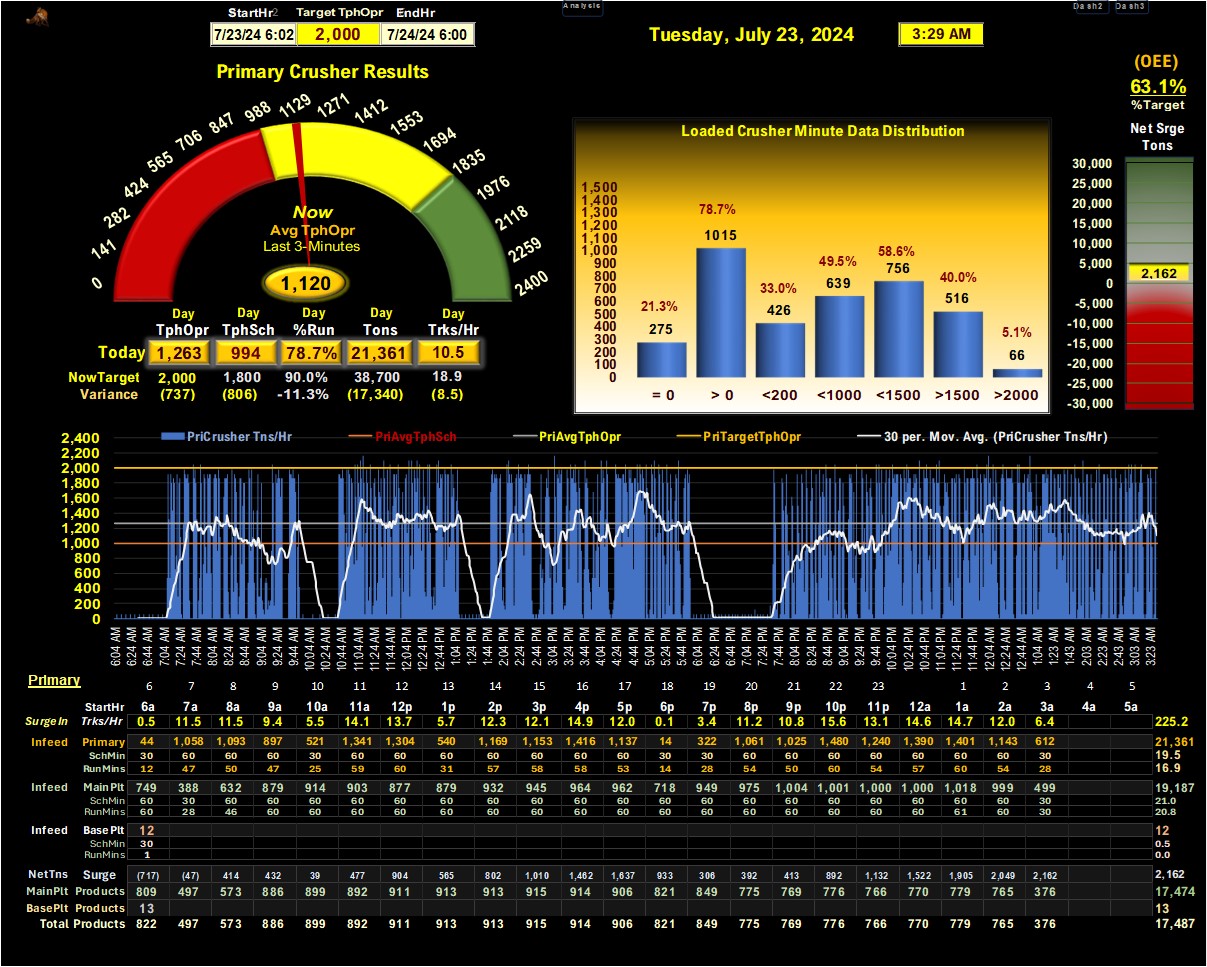 Analysis
Dash2 Dash3
StartHr2 Target TphOpr EndHr
7/23/24 6:02 2,000 7/24/24 6:00
Tuesday, July 23, 2024
3:29 AM
(OEE)
63.1%
%Target
Net Srge
Tons
Primary Crusher Results
0 141 282 424 565 706 847 988 1129 1271 1412 1553 1694 1835 1976 2118 2259 2400
Now
Avg TphOpr
Last 3-Minutes
1,120
Day Day Day Day Day
TphOpr TphSch %Run Tons Trks/Hr
Today 1,263 994 78.7% 21,361 10.5
NowTarget 2,000 1,800 90.0% 38,700 18.9
Variance (737) (806) -11.3% (17,340) (8.5)
Loaded Crusher Minute Data Distribution
1,500
1,400
1,300
1,200
1,100
1,000
900
800
700
600
500
400
300
200
100
0
21.3% 78.7% 33.0% 49.5% 58.6% 40.0% 5.1%
275 1015 426 639 756 516 66
= 0 > 0 <200 <1000 <1500 >1500 >2000
30,000
25,000
20,000
15,000
10,000
5,000
2,162
0
-5,000
-10,000
-15,000
-20,000
-25,000
-30,000
PriCrusher Tns/Hr PriAvgTphSch PriAvgTphOpr PriTargetTphOpr 30 per. Mov. Avg. (PriCrusher Tns/Hr)
2,400
2,200
2,000
1,800
1,600
1,400
1,200
1,000
800
600
400
200
0
6:04 AM 6:24 AM 6:44 AM 7:04 AM 7:24 AM 7:44 AM 8:04 AM 8:24 AM 8:44 AM 9:04 AM 9:24 AM 9:44 AM 10:04 AM 10:24 AM 10:44 AM 11:04 AM 11:24 AM 11:44 AM 12:04 PM 12:24 PM 12:44 PM 1:04 PM 1:24 PM 1:44 PM 2:04 PM 2:24 PM 2:44 PM 3:04 PM 3:24 PM 3:44 PM 4:04 PM 4:24 PM 4:44 PM 5:04 PM 5:24 PM 5:44 PM 6:04 PM 6:24 PM 6:44 PM 7:04 PM 7:24 PM 7:44 PM 8:04 PM 8:24 PM 8:44 PM 9:04 PM 9:24 PM 9:44 PM 10:04 PM 10:24 PM 10:44 PM 11:04 PM 11:24 PM 11:44 PM 12:04 AM 12:24 AM 12:44 AM 1:04 AM 1:23 AM 1:43 AM 2:03 AM 2:23 AM 2:43 AM 3:03 AM 3:23 AM
Primary
6 7 8 9 10 11 12 13 14 15 16 17 18 19 20 21 22 23 1 2 3 4 5
StartHr 6a 7a 8a 9a 10a 11a 12p 1p 2p 3p 4p 5p 6p 7p 8p 9p 10p 11p 12a 1a 2a 3a 4a 5a
SurgeIn Trks/Hr 0.5 11.5 11.5 9.4 5.5 14.1 13.7 5.7 12.3 12.1 14.9 12.0 0.1 3.4 11.2 10.8 15.6 13.1 14.6 14.7 12.0 6.4 225.2
Infeed Primary 44 1,058 1,093 897 521 1,341 1,304 540 1,169 1,153 1,416 1,137 14 322 1,061 1,025 1,480 1,240 1,390 1,401 1,143 612 21,361
SchMin 30 60 60 60 30 60 60 60 60 60 60 60 30 30 60 60 60 60 60 60 60 30 19.5
RunMins 12 47 50 47 25 59 60 31 57 58 58 53 14 28 54 50 60 54 57 60 54 28 16.9
Infeed MainPlt 749 388 632 879 914 903 877 879 932 945 964 962 718 949 975 1,004 1,001 1,000 1,000 1,018 999 499 19,187
SchMin 60 30 60 60 60 60 60 60 60 60 60 60 60 60 60 60 60 60 60 60 60 30 21.0
RunMins 60 28 46 60 60 60 60 60 60 60 60 60 60 60 60 60 60 60 60 61 60 30 20.8
Infeed Base Plt 12 12
SchMin 30 0.5
RunMins 1 0.0
NetTns Surge (717) (47) 414 432 39 477 904 565 802 1,010 1,462 1,637 933 306 392 413 892 1,132 1,522 1,905 2,049 2,162 2,162
MainPlt Products 809 497 573 886 899 892 911 913 913 915 914 906 821 849 775 769 776 766 770 779 765 376 17,474
BasePlt Products 13 13
Total Products 822 497 573 886 899 892 911 913 913 915 914 906 821 849 775 769 776 766 770 779 765 376 17,487